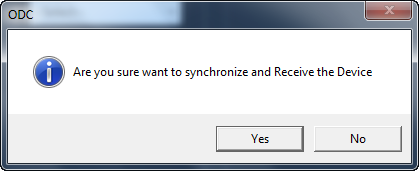 ODC
Are you sure want to synchronize and Receive the Device
Yes
No